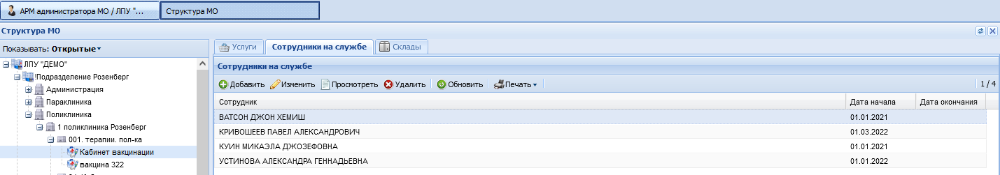 АРМ администратора МО / ЛПУ "... Структура МО
Структура МО
Показывать: Открытые
Услуги Сотрудники на службе Склады
ЛПУ "ДЕМО"
!Подразделение Розенберг
Администрация
Параклиника
Поликлиника
1 поликлиника Розенберг
001. терапии. пол-ка
Кабинет вакцинации
вакцина 322
Сотрудники на службе
Добавить Изменить Просмотреть Удалить Обновить Печать 1 / 4
Сотрудник Дата начала Дата окончания
ВАТСОН ДЖОН ХЕМИШ 01.01.2021
КРИВОШЕЕВ ПАВЕЛ АЛЕКСАНДРОВИЧ 01.03.2022
КУИН МИКАЭЛА ДЖОЗЕФОВНА 01.01.2021
УСТИНОВА АЛЕКСАНДРА ГЕННАДЬЕВНА 01.01.2022